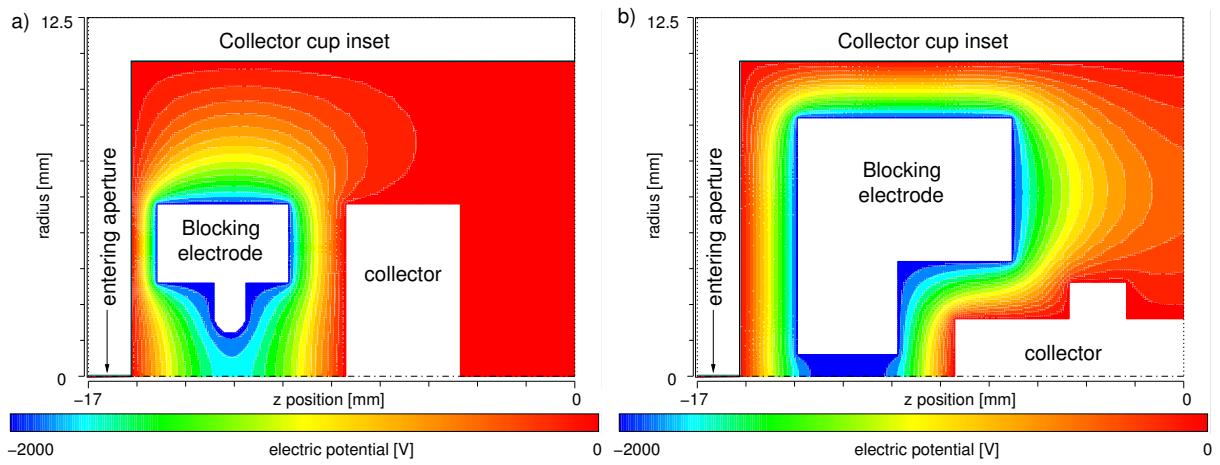 a)
12.5
Collector cup inset
radius [mm]
entering aperture
Blocking
electrode
collector
0
−17
z position [mm]
0
−2000
electric potential [V]
0
b)
12.5
Collector cup inset
radius [mm]
entering aperture
Blocking
electrode
collector
0
−17
z position [mm]
0
−2000
electric potential [V]
0